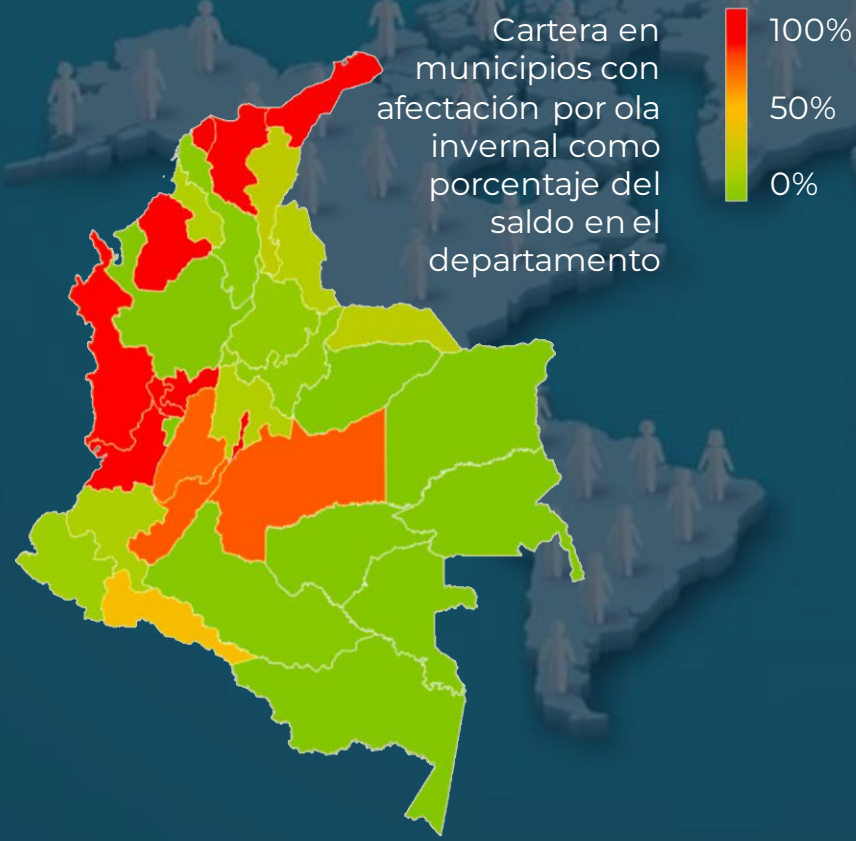 Cartera en
municipios con
afectación por ola
invernal como
porcentaje del
saldo en el
departamento
100%
50%
0%